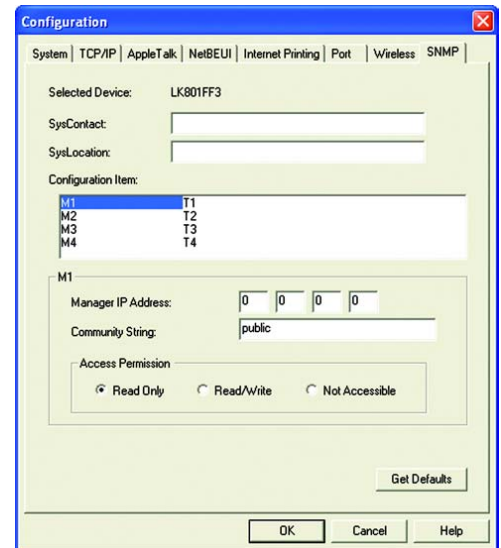 Configuration
System TCP/IP AppleTalk NetBEUI Internet Printing Port Wireless SNMP
Selected Device: LK801FF3
SysContact:
SysLocation:
Configuration Item:
M1 T1
M2 T2
M3 T3
M4 T4
M1
Manager IP Address: 0 0 0 0
Community String: public
Access Permission
Read Only Read/Write Not Accessible
Get Defaults
OK Cancel Help